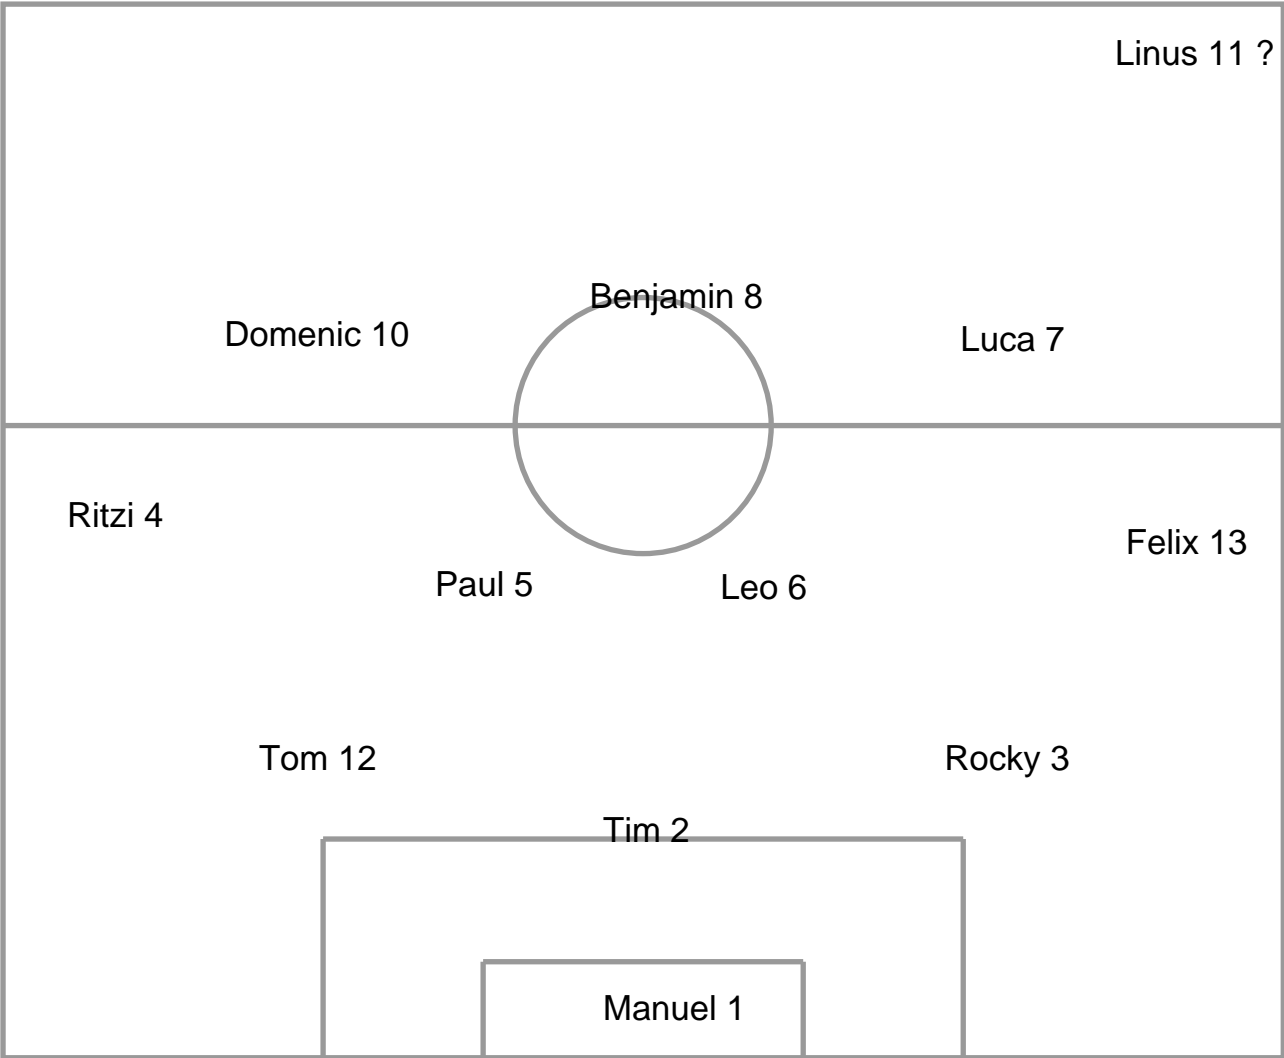 Linus 11 ?
Benjamin 8
Domenic 10
Luca 7
Ritzi 4
Felix 13
Paul 5
Leo 6
Tom 12
Rocky 3
Tim 2
Manuel 1